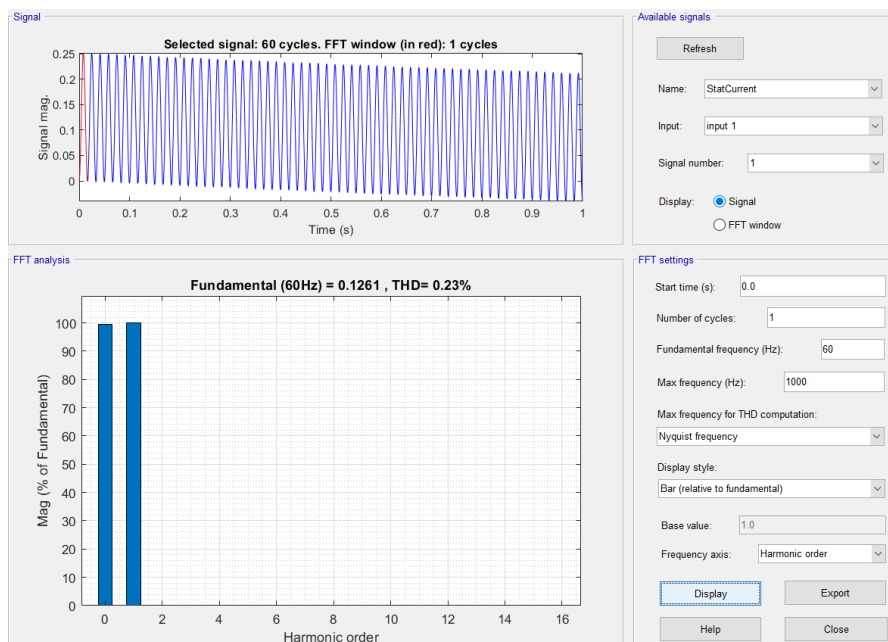 Signal
Selected signal: 60 cycles. FFT window (in red): 1 cycles
Signal mag.
0.25
0.2
0.15
0.1
0.05
0
0 0.1 0.2 0.3 0.4 0.5 0.6 0.7 0.8 0.9 1
Time (s)
Available signals
Refresh
Name: StatCurrent
Input: input 1
Signal number: 1
Display: Signal
FFT window
FFT analysis
Fundamental (60Hz) = 0.1261 , THD= 0.23%
Mag (% of Fundamental)
100
90
80
70
60
50
40
30
20
10
0
0 2 4 6 8 10 12 14 16
Harmonic order
FFT settings
Start time (s): 0.0
Number of cycles: 1
Fundamental frequency (Hz): 60
Max frequency (Hz): 1000
Max frequency for THD computation:
Nyquist frequency
Display style:
Bar (relative to fundamental)
Base value: 1.0
Frequency axis: Harmonic order
Display Export
Help Close